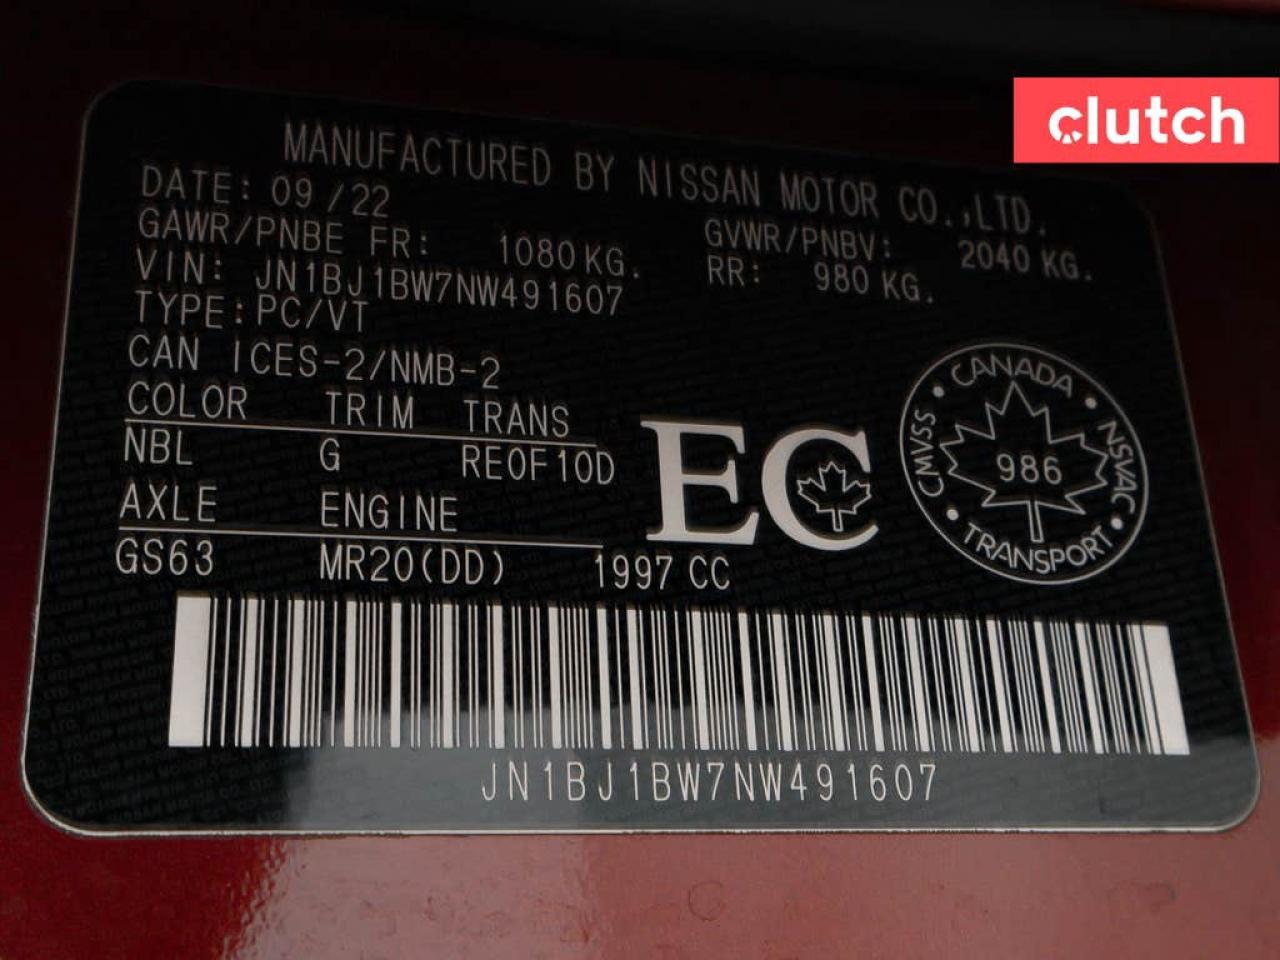 clutch
MANUFACTURED BY NISSAN MOTOR CO.,LTD.
DATE: 09/22
GAWR/PNBE FR: 1080 KG. GVWR/PNBV: 2040 KG.
VIN: JN1BJ1BW7NW491607 RR: 980 KG.
TYPE: PC/VT
CAN ICES-2/NMB-2
COLOR TRIM TRANS
NBL G RE0F10D
AXLE ENGINE
GS63 MR20(DD) 1997 CC
EC
CANADA
CMVSS 986 NSVAC
TRANSPORT
JN1BJ1BW7NW491607